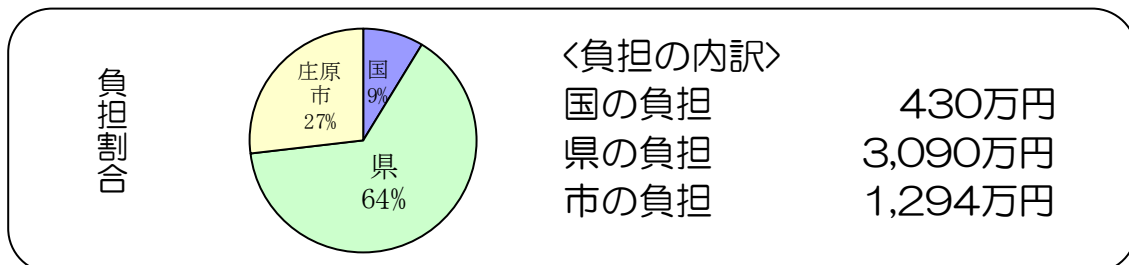 負担割合
庄原
市
27%
国
9%
県
64%
<負担の内訳>
国の負担 430万円
県の負担 3,090万円
市の負担 1,294万円